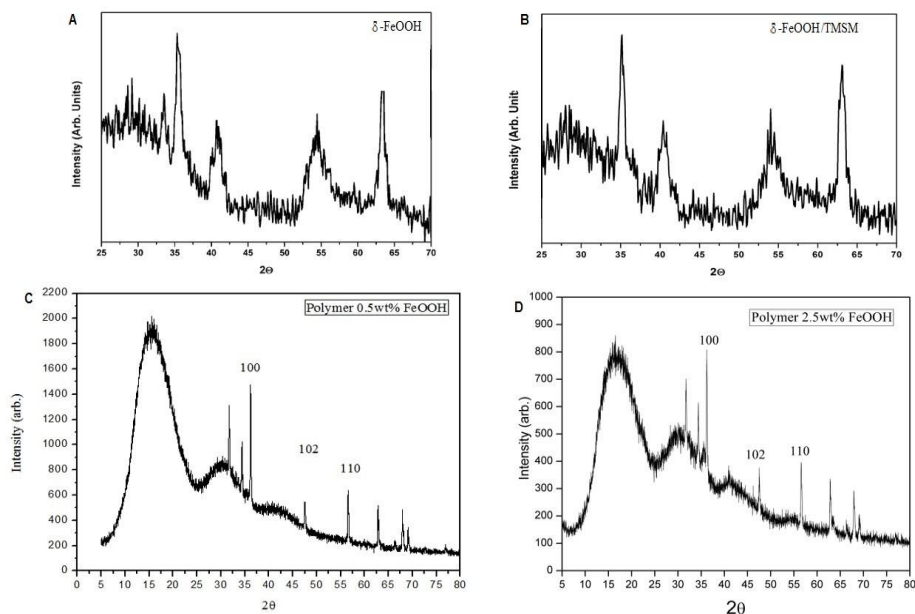 A
δ-FeOOH
Intensity (Arb. Units)
25 30 35 40 45 50 55 60 65 70
2Θ
B
δ-FeOOH/TMSM
Intensity (Arb. Unit
25 30 35 40 45 50 55 60 65 70
2Θ
C
Polymer 0.5wt% FeOOH
2200
2000
1800
1600
1400
1200
1000
800
600
400
200
0
Intensity (arb.)
100
102
110
0 5 10 15 20 25 30 35 40 45 50 55 60 65 70 75 80
2θ
D
Polymer 2.5wt% FeOOH
1000
900
800
700
600
500
400
300
200
100
0
Intensity (arb.)
100
102
110
5 10 15 20 25 30 35 40 45 50 55 60 65 70 75 80
2θ